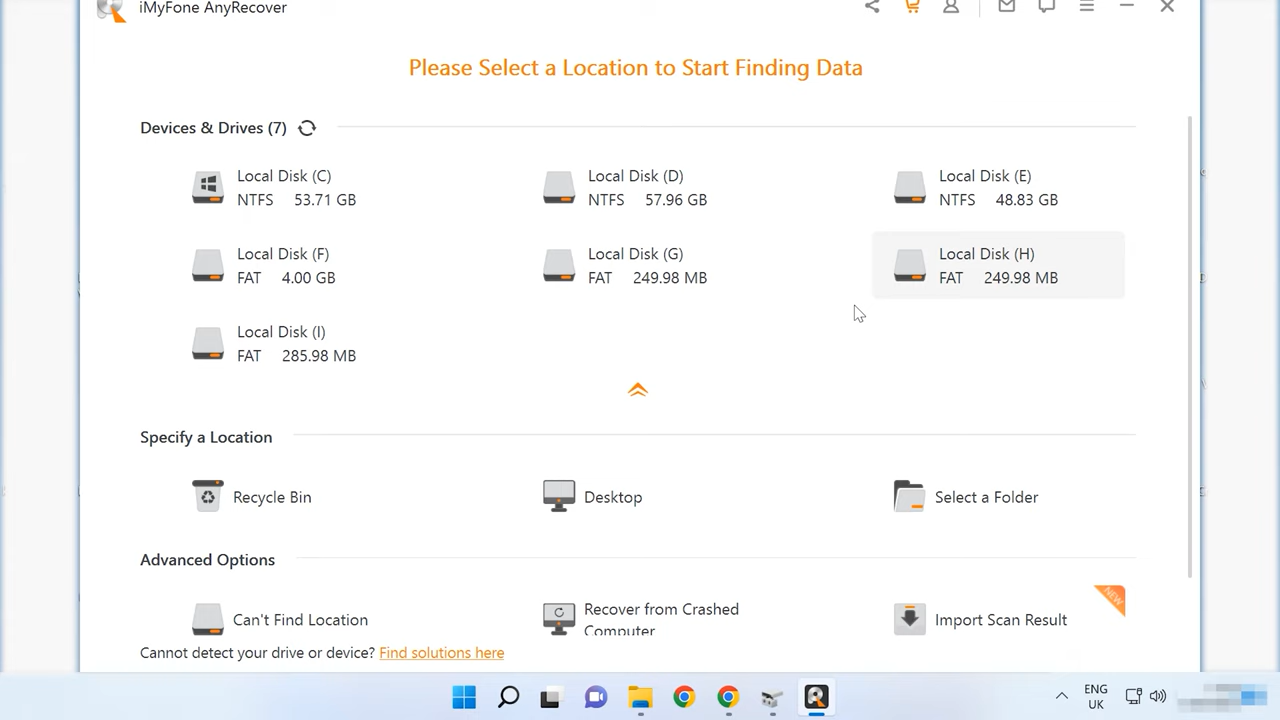 iMyFone AnyRecover
Please Select a Location to Start Finding Data
Devices & Drives (7)
Local Disk (C)
NTFS 53.71 GB
Local Disk (D)
NTFS 57.96 GB
Local Disk (E)
NTFS 48.83 GB
Local Disk (F)
FAT 4.00 GB
Local Disk (G)
FAT 249.98 MB
Local Disk (H)
FAT 249.98 MB
Local Disk (I)
FAT 285.98 MB
Specify a Location
Recycle Bin
Desktop
Select a Folder
Advanced Options
Can't Find Location
Recover from Crashed
Computer
Import Scan Result
NEW
Cannot detect your drive or device? Find solutions here
ENG
UK